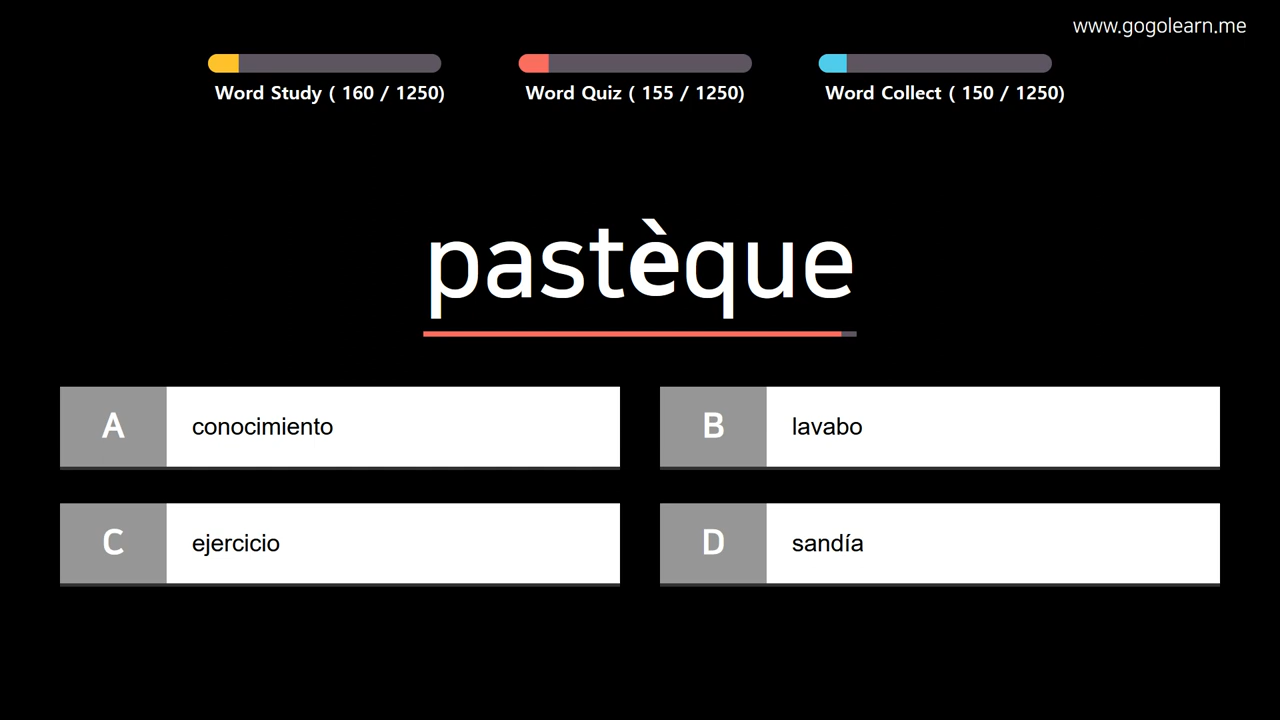 www.gogolearn.me
Word Study ( 160 / 1250)
Word Quiz ( 155 / 1250)
Word Collect ( 150 / 1250)
pastèque
A conocimiento
B lavabo
C ejercicio
D sandía